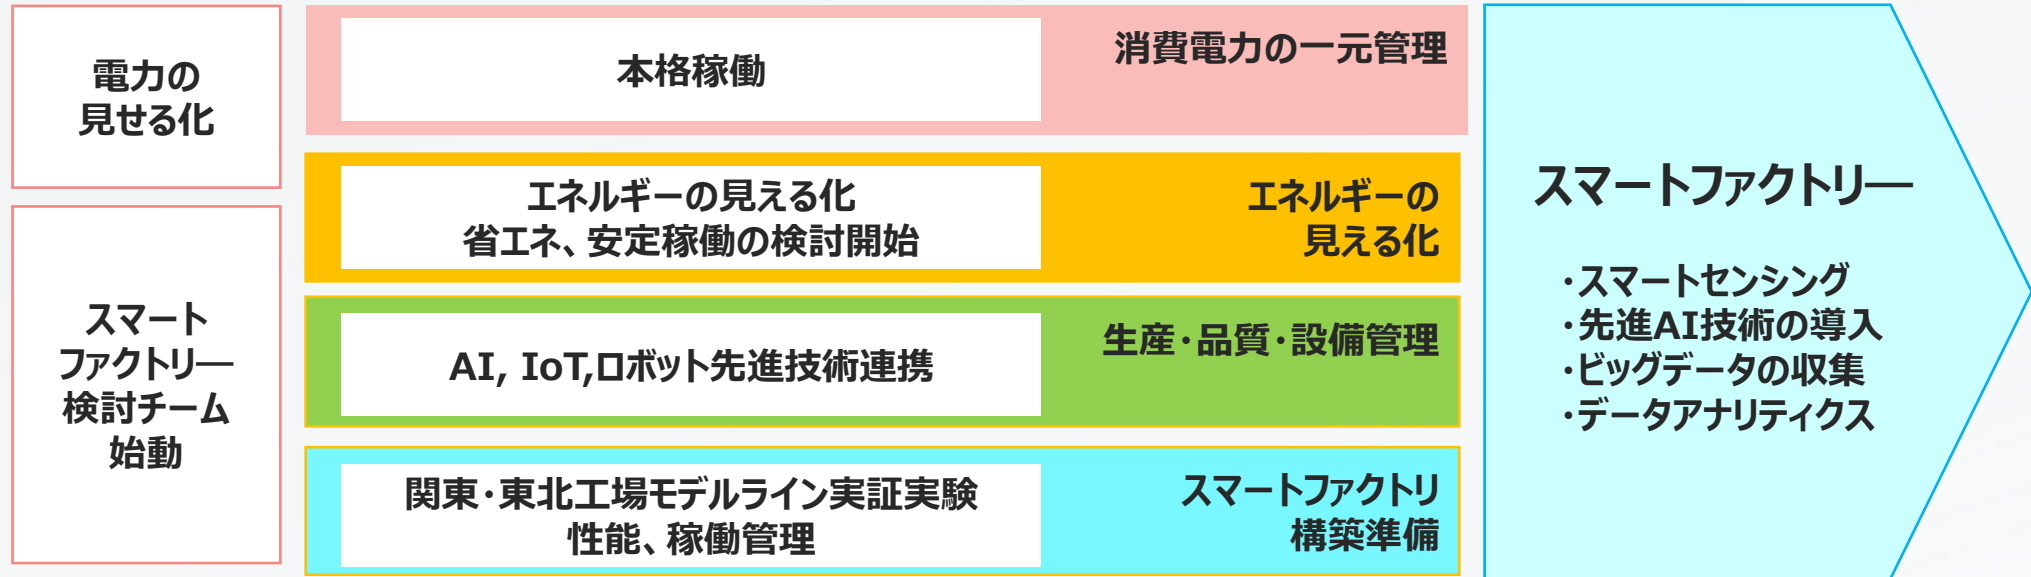 電力の
見せる化
スマート
ファクトリ―
検討チーム
始動
本格稼働
消費電力の一元管理
エネルギーの見える化
省エネ、安定稼働の検討開始
エネルギーの
見える化
AI, IoT,ロボット先進技術連携
生産・品質・設備管理
関東・東北工場モデルライン実証実験
性能、稼働管理
スマートファクトリ
構築準備
スマートファクトリ―
・スマートセンシング
・先進AI技術の導入
・ビッグデータの収集
・データアナリティクス